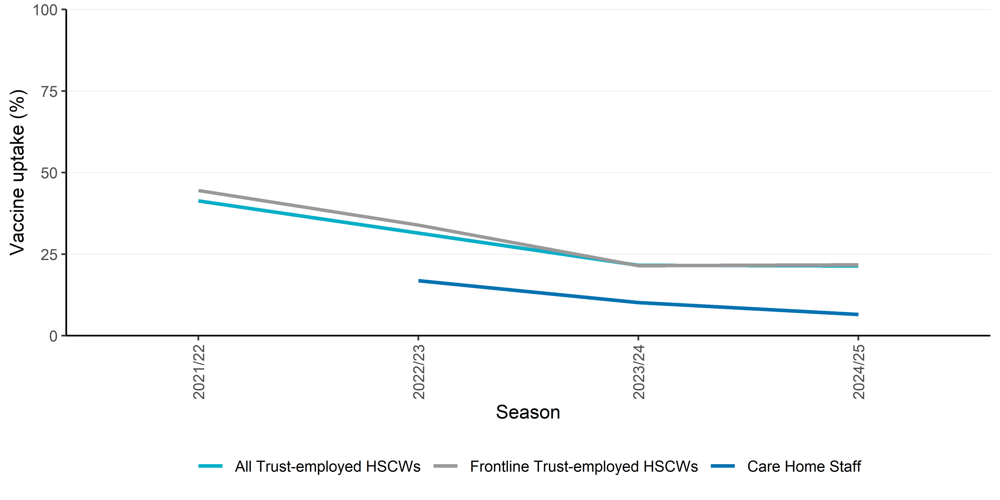 Vaccine uptake (%)
100
75
50
25
0
2021/22
2022/23
2023/24
2024/25
Season
All Trust-employed HSCWs
Frontline Trust-employed HSCWs
Care Home Staff